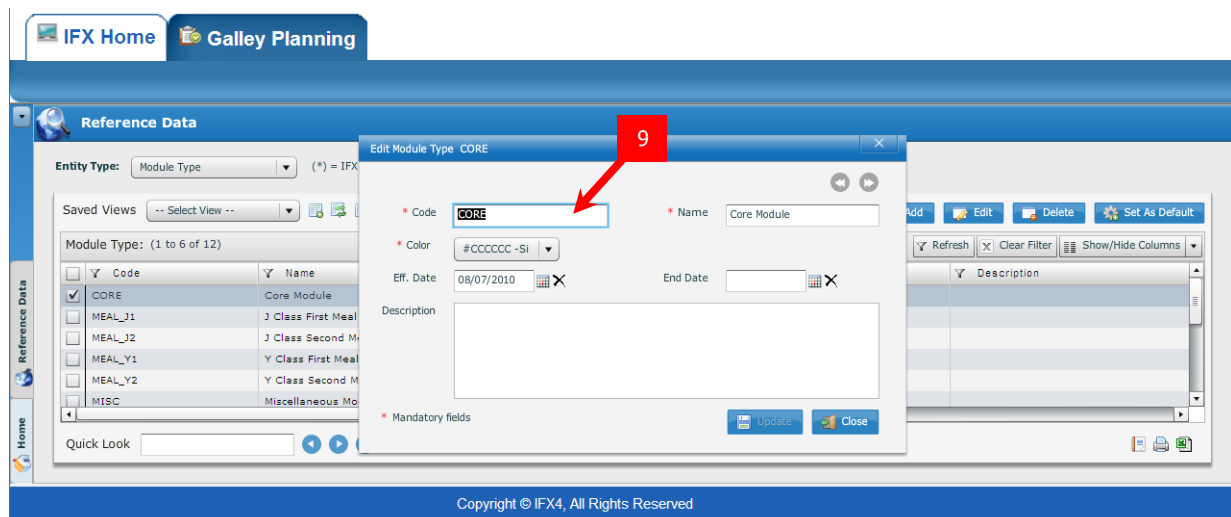 IFX Home
Galley Planning
Reference Data
Entity Type: Module Type (*) = IFX
Saved Views -- Select View --
Add Edit Delete Set As Default
Module Type: (1 to 6 of 12)
Refresh Clear Filter Show/Hide Columns
Code Name Description
CORE Core Module
MEAL_J1 J Class First Meal
MEAL_J2 J Class Second
MEAL_Y1 Y Class First Meal
MEAL_Y2 Y Class Second M
MISC Miscellaneous Mo
Quick Look
Reference Data
Home
9
Edit Module Type CORE
* Code CORE * Name Core Module
* Color #CCCCCC -Si
Eff. Date 08/07/2010 End Date
Description
* Mandatory fields Update Close
Copyright © IFX4, All Rights Reserved